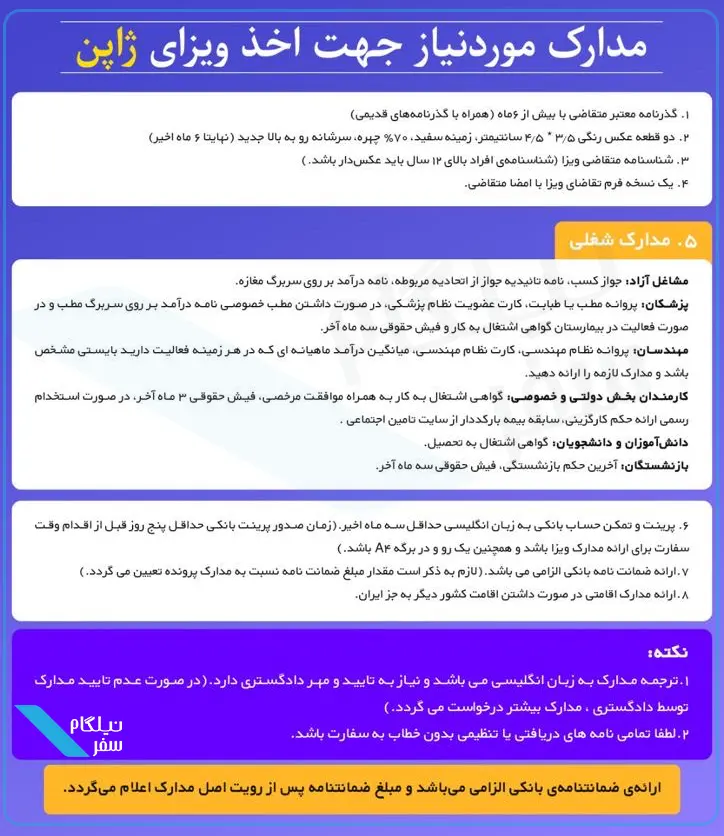 مدارک موردنیاز جهت اخذ ویزای ژاپن
۱. گذرنامه معتبر متقاضی با بیش از ۶ماه (همراه با گذرنامه‌های قدیمی)
۲. دو قطعه عکس رنگی ۳/۵ * ۴/۵ سانتیمتر، زمینه سفید، ۷۰% چهره، سرشانه رو به بالا جدید (نهایتا ۶ ماه اخیر)
۳. شناسنامه متقاضی ویزا (شناسنامه‌ی افراد بالای ۱۲ سال باید عکس‌دار باشد.)
۴. یک نسخه فرم تقاضای ویزا با امضا متقاضی.
۵. مدارک شغلی
مشاغل آزاد: جواز کسب، نامه تائیدیه جواز از اتحادیه مربوطه، نامه درآمد بر روی سربرگ مغازه.
پزشکان: پروانه مطب یا طبابت، کارت عضویت نظام پزشکی، در صورت داشتن مطب خصوصی نامه درآمد بر روی سربرگ مطب و در
صورت فعالیت در بیمارستان گواهی اشتغال به کار و فیش حقوقی سه ماه آخر.
مهندسان: پروانه نظام مهندسی، کارت نظام مهندسی، میانگین درآمد ماهیانه ای که در هر زمینه فعالیت دارید بایستی مشخص
باشد و مدارک لازمه را ارائه دهید.
کارمندان بخش دولتی و خصوصی: گواهی اشتغال به کار به همراه موافقت مرخصی، فیش حقوقی ۳ ماه آخر، در صورت استخدام
رسمی ارائه حکم کارگزینی، سابقه بیمه بارکددار از سایت تامین اجتماعی .
دانش‌آموزان و دانشجویان: گواهی اشتغال به تحصیل.
بازنشستگان: آخرین حکم بازنشستگی، فیش حقوقی سه ماه آخر.
۶. پرینت و تمکن حساب بانکی به زبان انگلیسی حداقل سه ماه اخیر.(زمان صدور پرینت بانکی حداقل پنج روز قبل از اقدام وقت
سفارت برای ارائه مدارک ویزا باشد و همچنین یک رو و در برگه A۴ باشد.)
۷.ارائه ضمانت نامه بانکی الزامی می باشد.(لازم به ذکر است مقدار مبلغ ضمانت نامه نسبت به مدارک پرونده تعیین می گردد.)
۸.ارائه مدارک اقامتی در صورت داشتن اقامت کشور دیگر به جز ایران.
نکته:
۱.ترجمه مدارک به زبان انگلیسی می باشد و نیاز به تایید و مهر دادگستری دارد.(در صورت عدم تایید مدارک
توسط دادگستری ، مدارک بیشتر درخواست می گردد.)
۲.لطفا تمامی نامه های دریافتی یا تنظیمی بدون خطاب به سفارت باشد.
نیلگام
سفر
ارائه‌ی ضمانتنامه‌ی بانکی الزامی می‌باشد و مبلغ ضمانتنامه پس از رویت اصل مدارک اعلام می‌گردد.